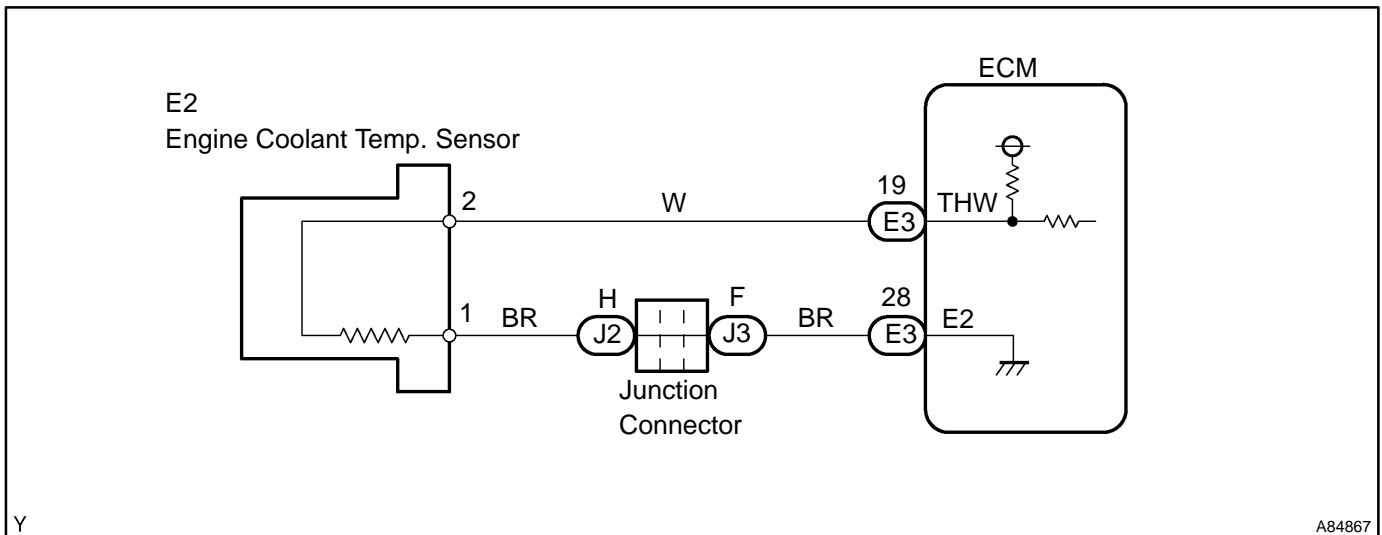 ECM
E2
Engine Coolant Temp. Sensor
2
W
19
E3
THW
1
BR
H
J2
F
J3
BR
28
E3
E2
Junction
Connector
Y
A84867